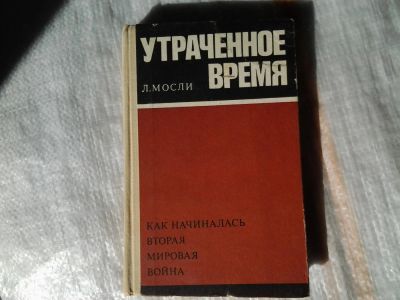 УТРАЧЕННОЕ
ВРЕМЯ
Л.МОСЛИ
КАК НАЧИНАЛАСЬ
ВТОРАЯ
МИРОВАЯ
ВОЙНА